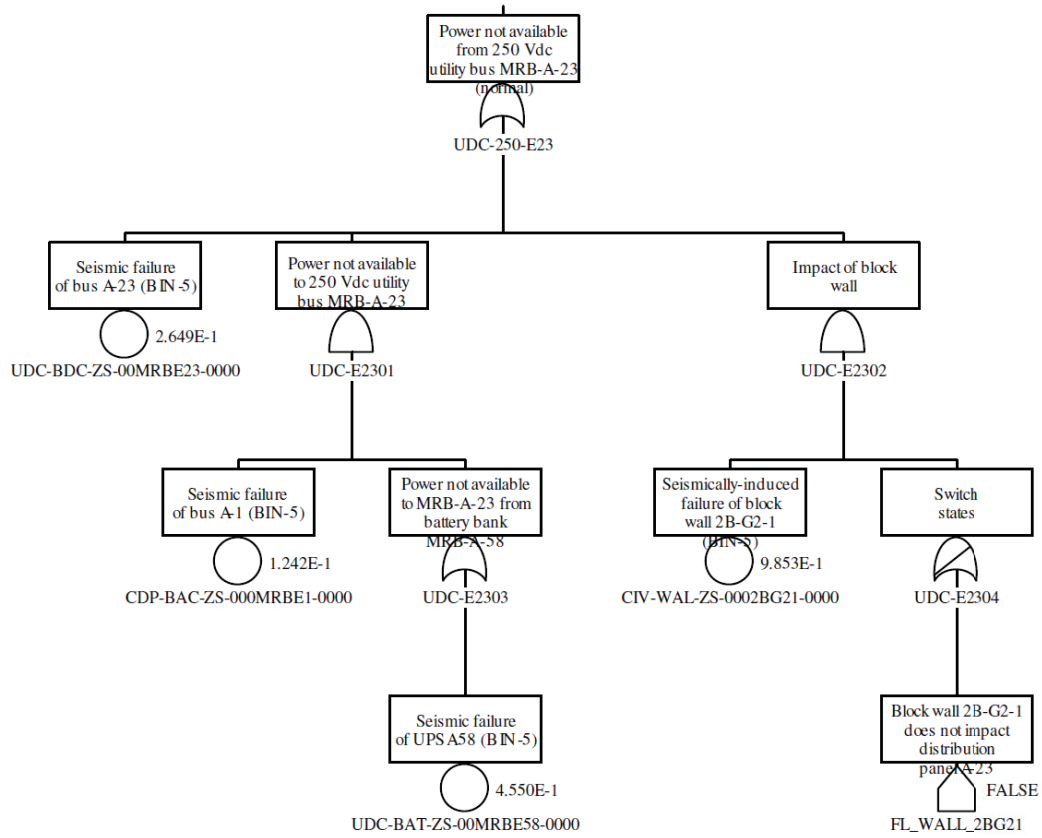 Power not available
from 250 Vdc
utility bus MRB-A-23
(normal)
UDC-250-E23
Seismic failure
of bus A-23 (BIN-5)
2.649E-1
UDC-BDC-ZS-00MRBE23-0000
Power not available
to 250 Vdc utility
bus MRB-A-23
UDC-E2301
Impact of block
wall
UDC-E2302
Seismic failure
of bus A-1 (BIN-5)
1.242E-1
CDP-BAC-ZS-000MRBE1-0000
Power not available
to MRB-A-23 from
battery bank
MRB-A-58
UDC-E2303
Seismically-induced
failure of block
wall 2B-G2-1
(BIN-5)
9.853E-1
CIV-WAL-ZS-0002BG21-0000
Switch
states
UDC-E2304
Seismic failure
of UPS A58 (BIN-5)
4.550E-1
UDC-BAT-ZS-00MRBE58-0000
Block wall 2B-G2-1
does not impact
distribution
panel A-23
FALSE
FL_WALL_2BG21